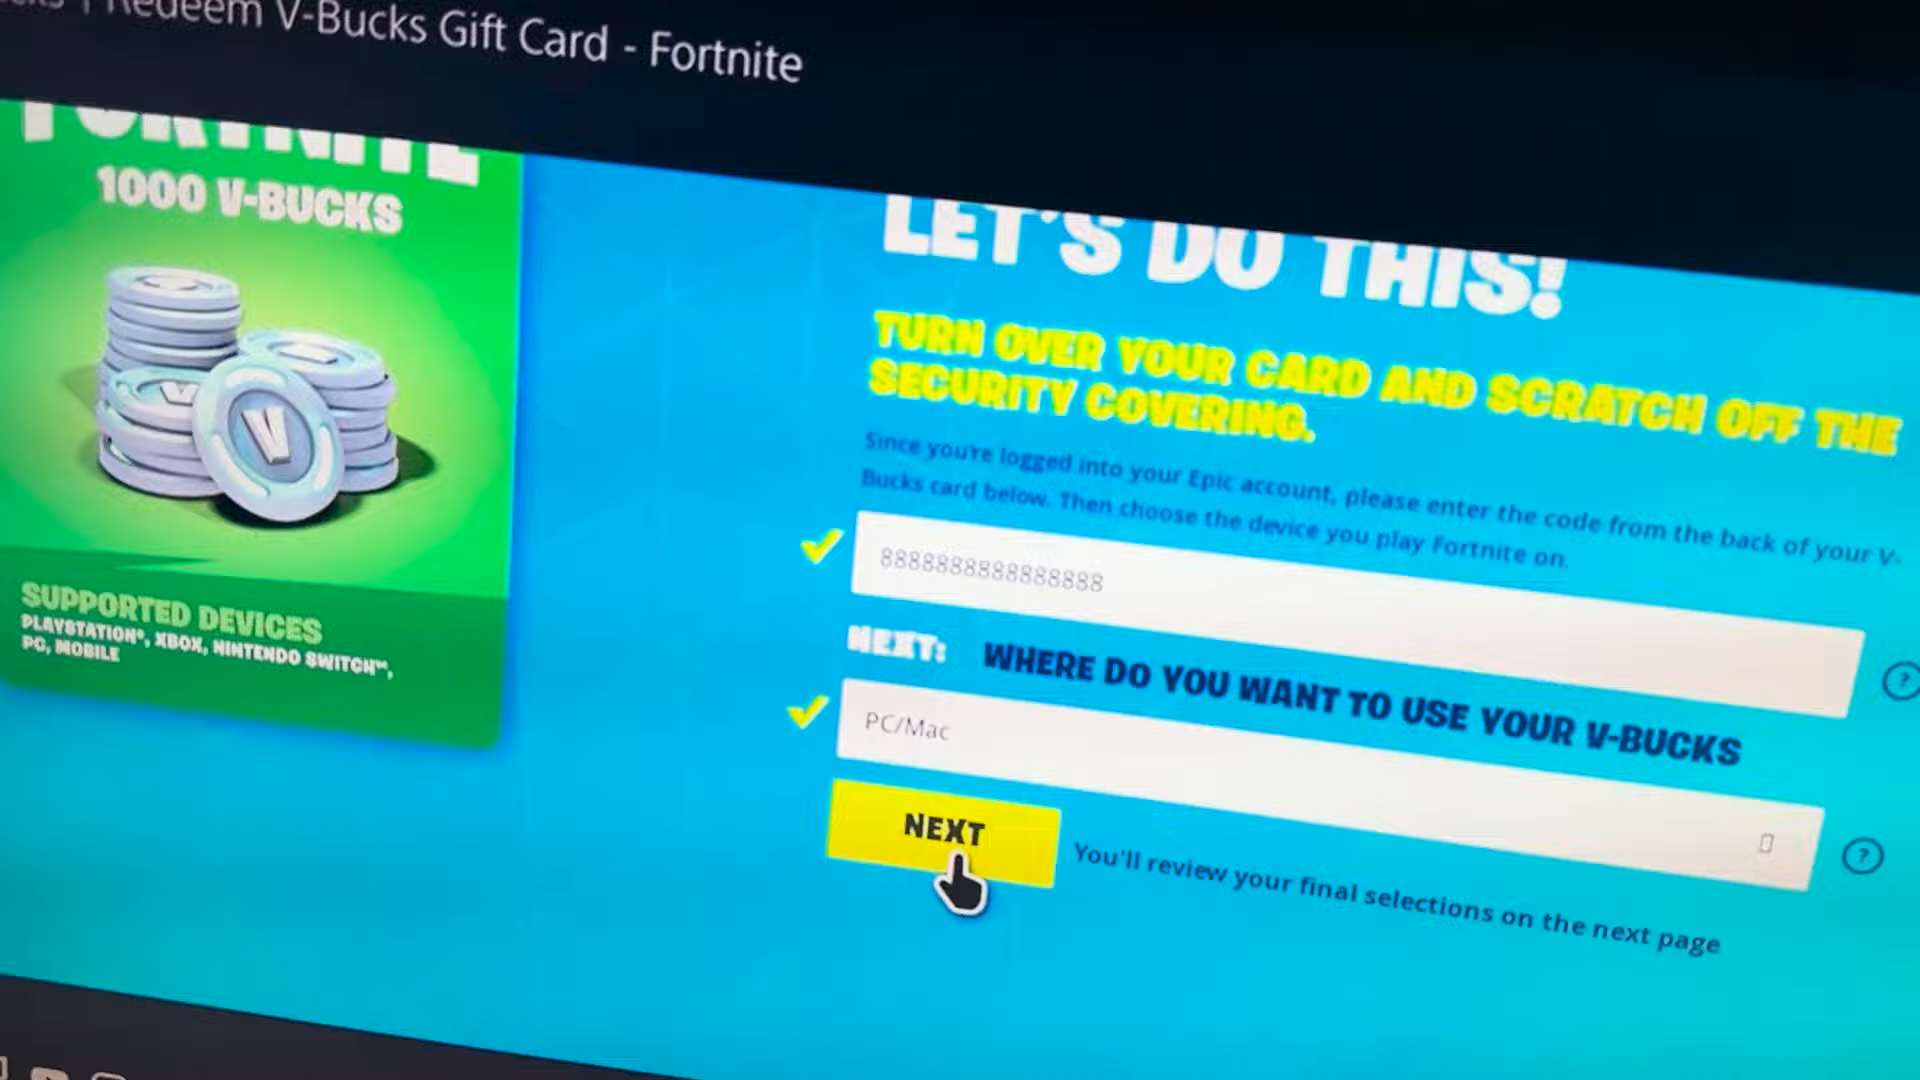 Redeem V-Bucks Gift Card - Fortnite
FORTNITE
1000 V-BUCKS
SUPPORTED DEVICES
PLAYSTATION®, XBOX, NINTENDO SWITCH™,
PC, MOBILE
LET'S DO THIS!
TURN OVER YOUR CARD AND SCRATCH OFF THE
SECURITY COVERING.
Since you're logged into your Epic account, please enter the code from the back of your V-
Bucks card below. Then choose the device you play Fortnite on.
8888888888888888
?
NEXT: WHERE DO YOU WANT TO USE YOUR V-BUCKS
PC/Mac
?
NEXT
You'll review your final selections on the next page